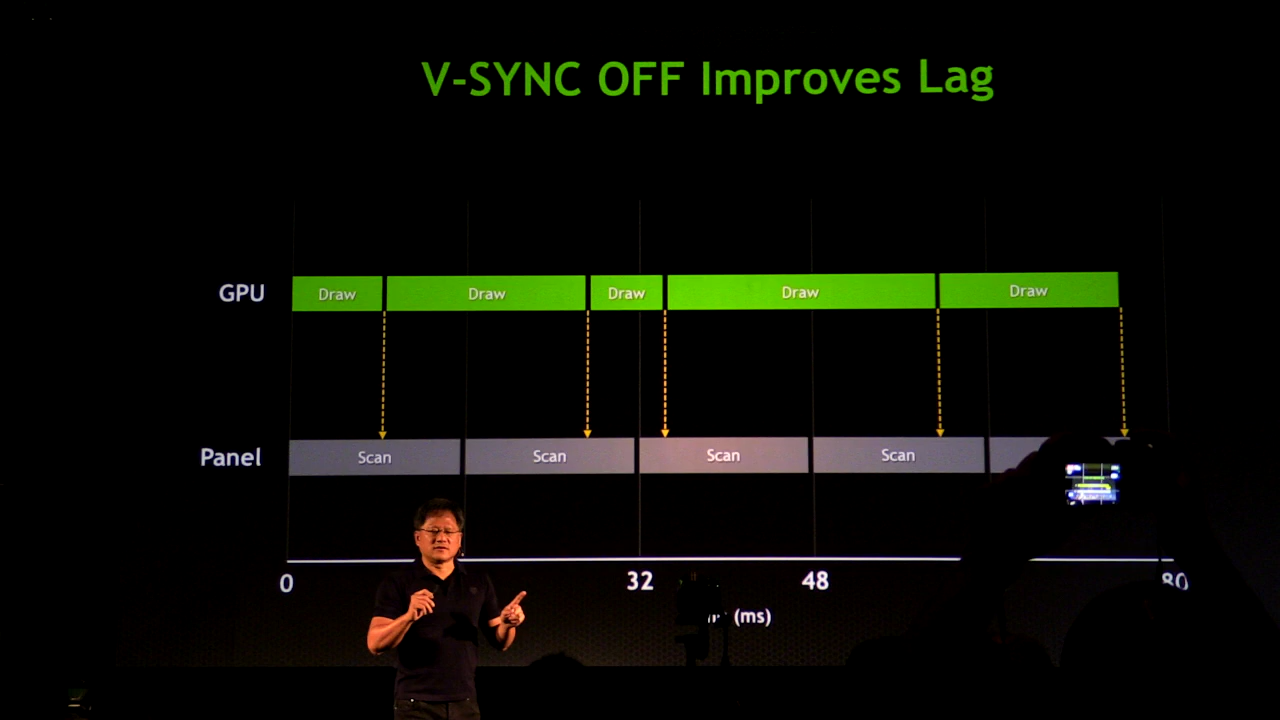 V-SYNC OFF Improves Lag
GPU Draw Draw Draw Draw Draw
Panel Scan Scan Scan Scan
0 32 48 80
(ms)